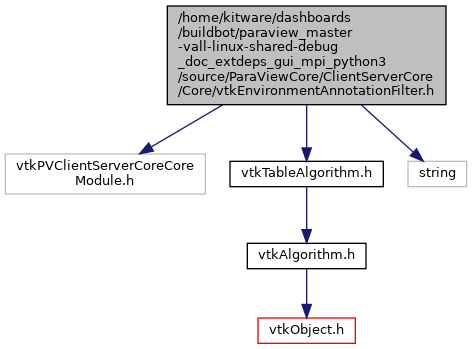 /home/kitware/dashboards
/buildbot/paraview_master
-vall-linux-shared-debug
_doc_extdeps_gui_mpi_python3
/source/ParaViewCore/ClientServerCore
/Core/vtkEnvironmentAnnotationFilter.h
vtkPVClientServerCoreCore
Module.h
vtkTableAlgorithm.h
string
vtkAlgorithm.h
vtkObject.h